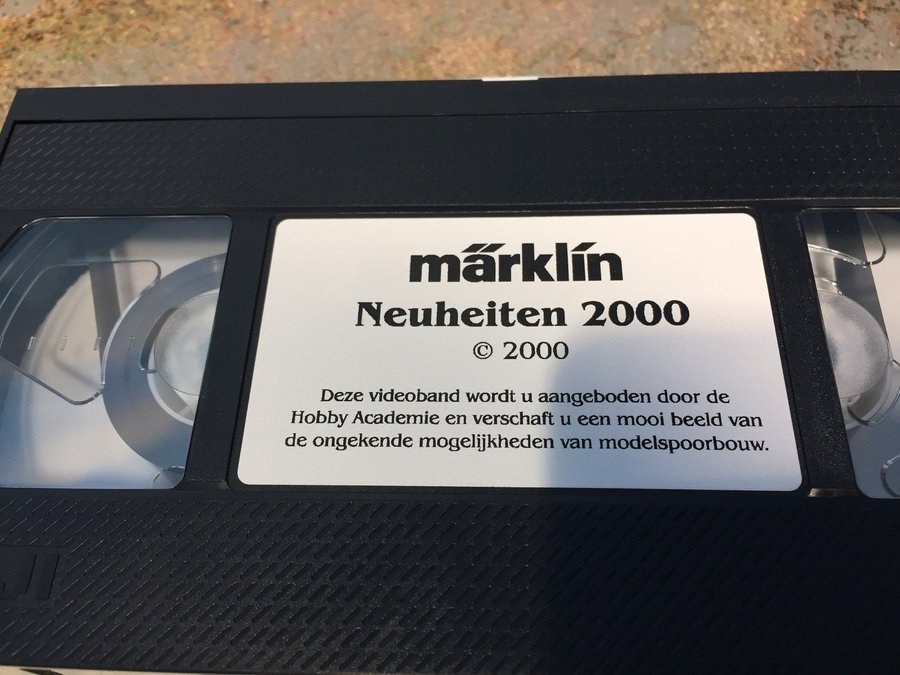 märklin
Neuheiten 2000
© 2000
Deze videoband wordt u aangeboden door de
Hobby Academie en verschaft u een mooi beeld van
de ongekende mogelijkheden van modelspoorbouw.
JI